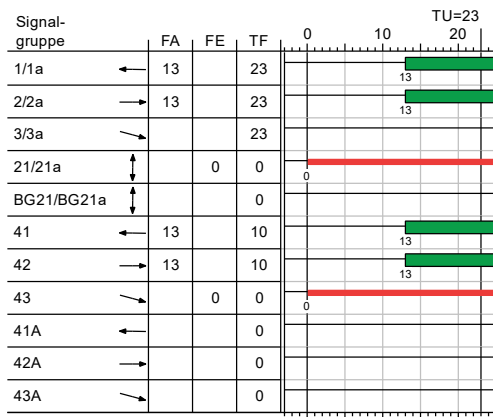 TU=23
Signal-
gruppe FA FE TF 0 10 20
1/1a 13 23
13
2/2a 13 23
13
3/3a 23
21/21a 0 0
0
BG21/BG21a 0
41 13 10
13
42 13 10
13
43 0 0
0
41A 0
42A 0
43A 0